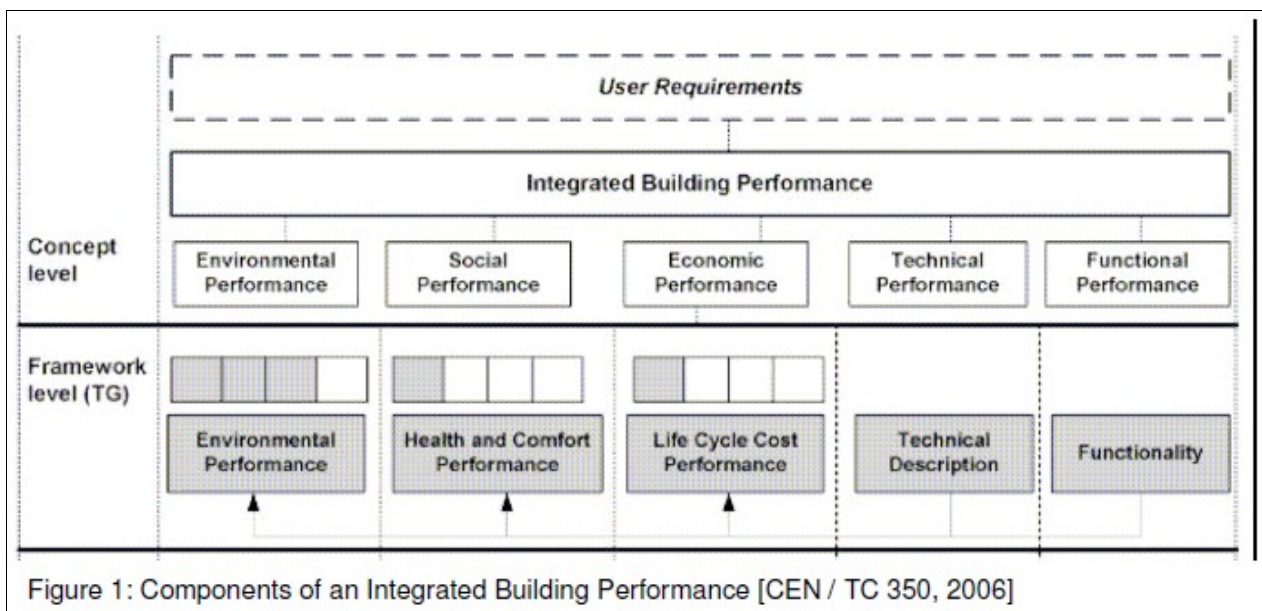 User Requirements
Integrated Building Performance
Concept
level
Environmental
Performance
Social
Performance
Economic
Performance
Technical
Performance
Functional
Performance
Framework
level (TG)
Environmental
Performance
Health and Comfort
Performance
Life Cycle Cost
Performance
Technical
Description
Functionality
Figure 1: Components of an Integrated Building Performance [CEN / TC 350, 2006]